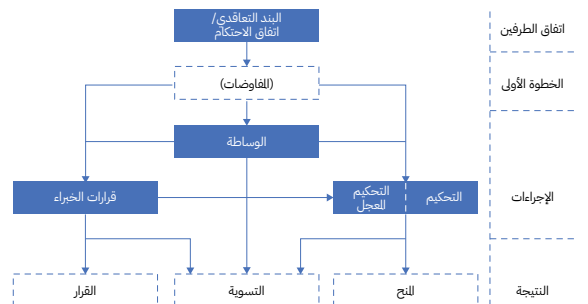 البند التعاقدي/
اتفاق الاحتكام
اتفاق الطرفين
(المفاوضات)
الخطوة الأولى
الوساطة
التحكيم
التحكيم
المعجل
قرارات الخبراء
الإجراءات
المنح
التسوية
القرار
النتيجة